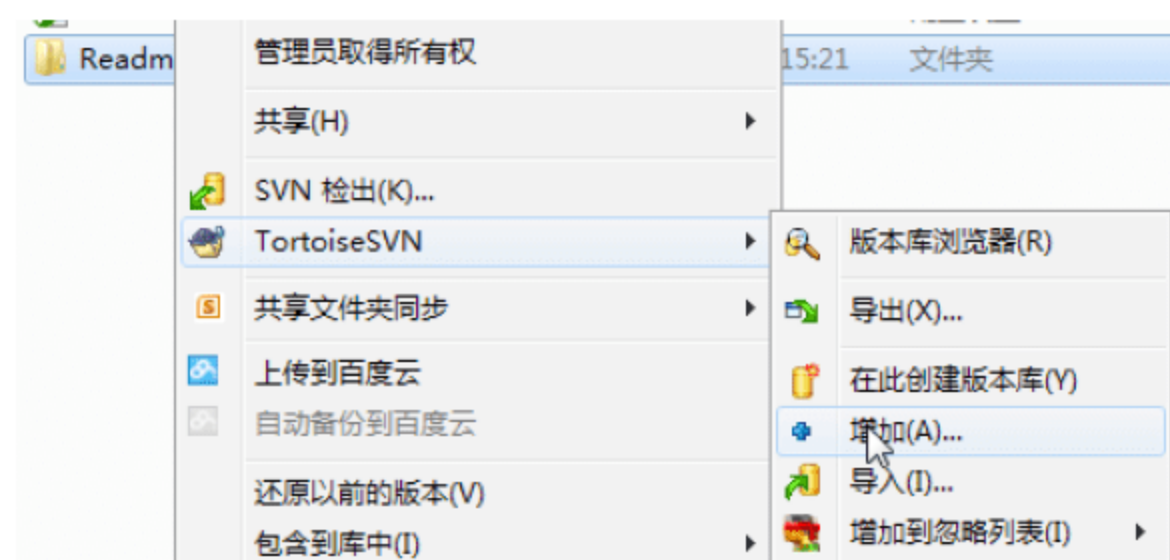 Readm
15:21
文件夹
管理员取得所有权
共享(H)
SVN 检出(K)...
TortoiseSVN
共享文件夹同步
上传到百度云
自动备份到百度云
还原以前的版本(V)
包含到库中(I)
版本库浏览器(R)
导出(X)...
在此创建版本库(Y)
增加(A)...
导入(I)...
增加到忽略列表(I)